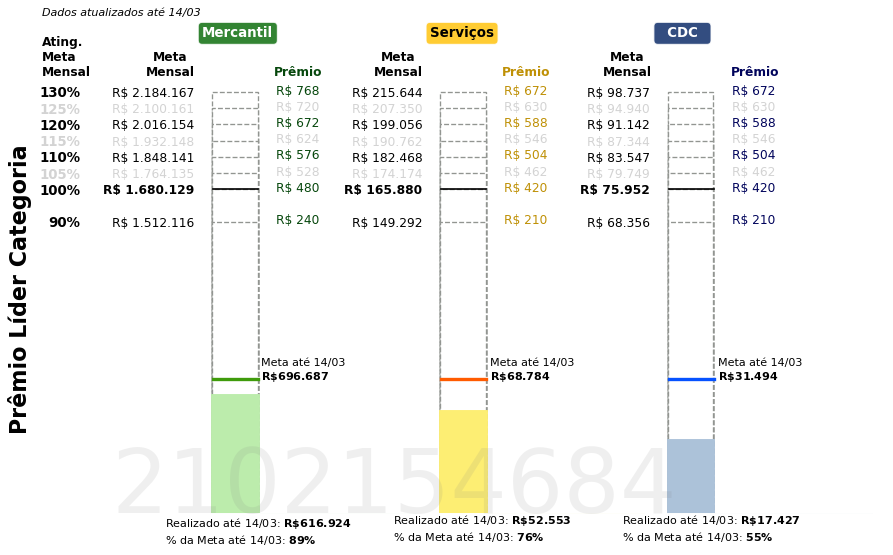 Dados atualizados até 14/03
Mercantil Serviços CDC
Ating. Meta Mensal
Meta Mensal Prêmio Meta Mensal Prêmio Meta Mensal Prêmio
130% R$ 2.184.167 R$ 768 R$ 215.644 R$ 672 R$ 98.737 R$ 672
125% R$ 2.100.161 R$ 720 R$ 207.350 R$ 630 R$ 94.940 R$ 630
120% R$ 2.016.154 R$ 672 R$ 199.056 R$ 588 R$ 91.142 R$ 588
115% R$ 1.932.148 R$ 624 R$ 190.762 R$ 546 R$ 87.344 R$ 546
110% R$ 1.848.141 R$ 576 R$ 182.468 R$ 504 R$ 83.547 R$ 504
105% R$ 1.764.135 R$ 528 R$ 174.174 R$ 462 R$ 79.749 R$ 462
100% R$ 1.680.129 R$ 480 R$ 165.880 R$ 420 R$ 75.952 R$ 420
90% R$ 1.512.116 R$ 240 R$ 149.292 R$ 210 R$ 68.356 R$ 210
Prêmio Líder Categoria
Meta até 14/03 Meta até 14/03 Meta até 14/03
R$696.687 R$68.784 R$31.494
2102154684
Realizado até 14/03: R$616.924 Realizado até 14/03: R$52.553 Realizado até 14/03: R$17.427
% da Meta até 14/03: 89% % da Meta até 14/03: 76% % da Meta até 14/03: 55%